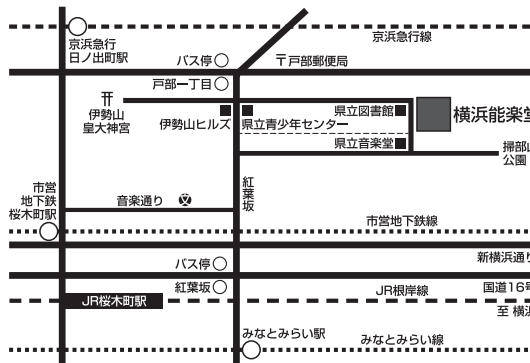 京浜急行線
京浜急行
日ノ出町駅
バス停
〒戸部郵便局
戸部一丁目
伊勢山
皇大神宮
県立図書館
横浜能楽堂
伊勢山ヒルズ
県立青少年センター
県立音楽堂
掃部山
公園
市営
地下鉄
桜木町駅
紅葉坂
音楽通り
市営地下鉄線
新横浜通り
バス停
紅葉坂
JR根岸線
国道16号
JR桜木町駅
至 横浜
みなとみらい駅
みなとみらい線